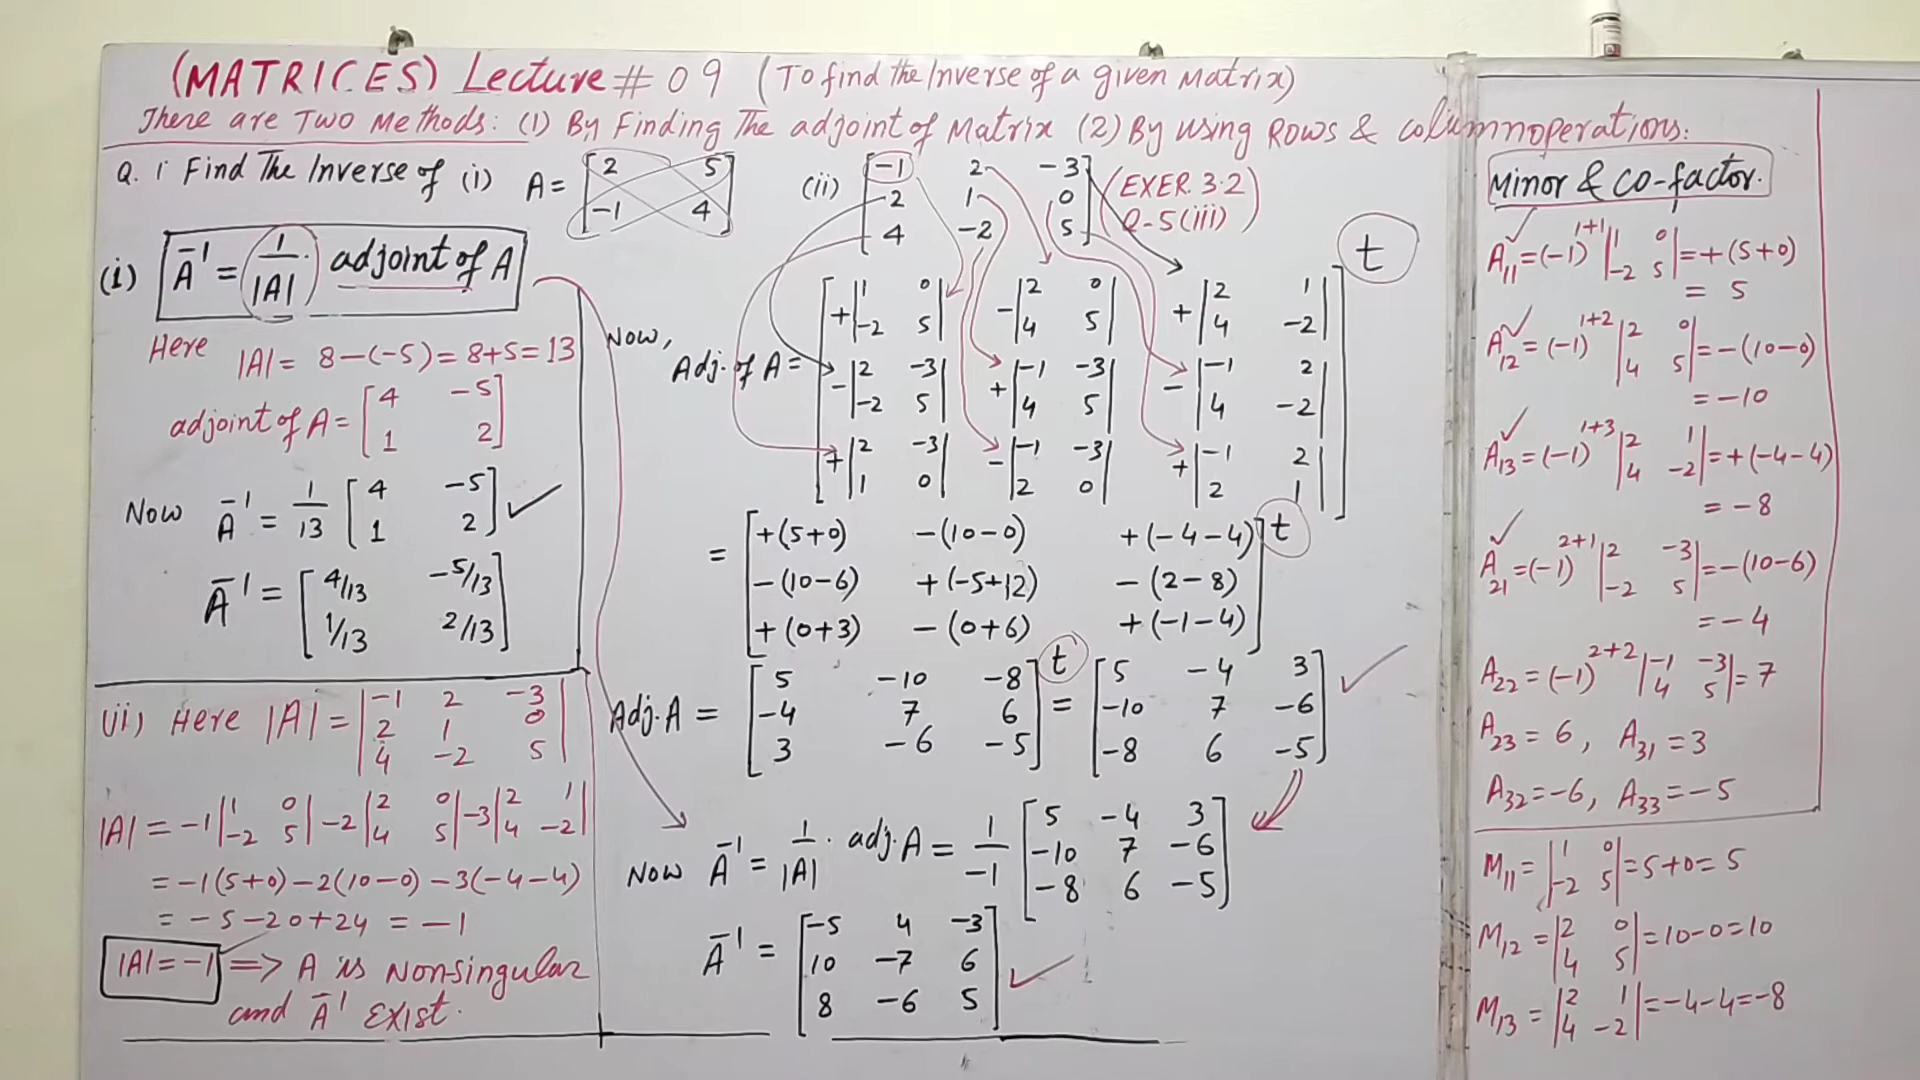 (MATRICES) Lecture # 09 (To find the Inverse of a given Matrix)
There are Two Methods: (1) By Finding The adjoint of Matrix (2) By using Rows & columnoperations.
Q. 1 Find The Inverse of (i) A = [2 5; -1 4] (ii) [-1 2 -3; 2 1 0; 4 -2 5] (EXER. 3.2 Q-5(iii))
(i) A⁻¹ = 1/|A| . adjoint of A
Here |A| = 8-(-5) = 8+5 = 13
adjoint of A = [4 -5; 1 2]
Now A⁻¹ = 1/13 [4 -5; 1 2] ✓
A⁻¹ = [4/13 -5/13; 1/13 2/13]
(ii) Here |A| = |-1 2 -3; 2 1 0; 4 -2 5|
|A| = -1|1 0; -2 5| -2|2 0; 4 5| -3|2 1; 4 -2|
= -1(5+0) -2(10-0) -3(-4-4)
= -5-20+24 = -1
|A| = -1 => A is Nonsingular
and A⁻¹ Exist.
Now,
Adj. of A = [+|1 0; -2 5| -|2 0; 4 5| +|2 1; 4 -2|
-|2 -3; -2 5| +|-1 -3; 4 5| -|-1 2; 4 -2|
+|2 -3; 1 0| -|-1 -3; 2 0| +|-1 2; 2 1|] t
= [+(5+0) -(10-0) +(-4-4)
-(10-6) +(-5+12) -(2-8)
+(0+3) -(0+6) +(-1-4)] t
Adj. A = [5 -10 -8; -4 7 6; 3 -6 -5] t = [5 -4 3; -10 7 -6; -8 6 -5] ✓
Now A⁻¹ = 1/|A| . adj. A = 1/-1 [5 -4 3; -10 7 -6; -8 6 -5]
A⁻¹ = [-5 4 -3; 10 -7 6; 8 -6 5] ✓
Minor & Co-factor.
A₁₁ = (-1)¹⁺¹ |1 0; -2 5| = +(5+0)
= 5
A₁₂ = (-1)¹⁺² |2 0; 4 5| = -(10-0)
= -10
A₁₃ = (-1)¹⁺³ |2 1; 4 -2| = +(-4-4)
= -8
A₂₁ = (-1)²⁺¹ |2 -3; -2 5| = -(10-6)
= -4
A₂₂ = (-1)²⁺² |-1 -3; 4 5| = 7
A₂₃ = 6, A₃₁ = 3
A₃₂ = -6, A₃₃ = -5
M₁₁ = |1 0; -2 5| = 5+0 = 5
M₁₂ = |2 0; 4 5| = 10-0 = 10
M₁₃ = |2 1; 4 -2| = -4-4 = -8